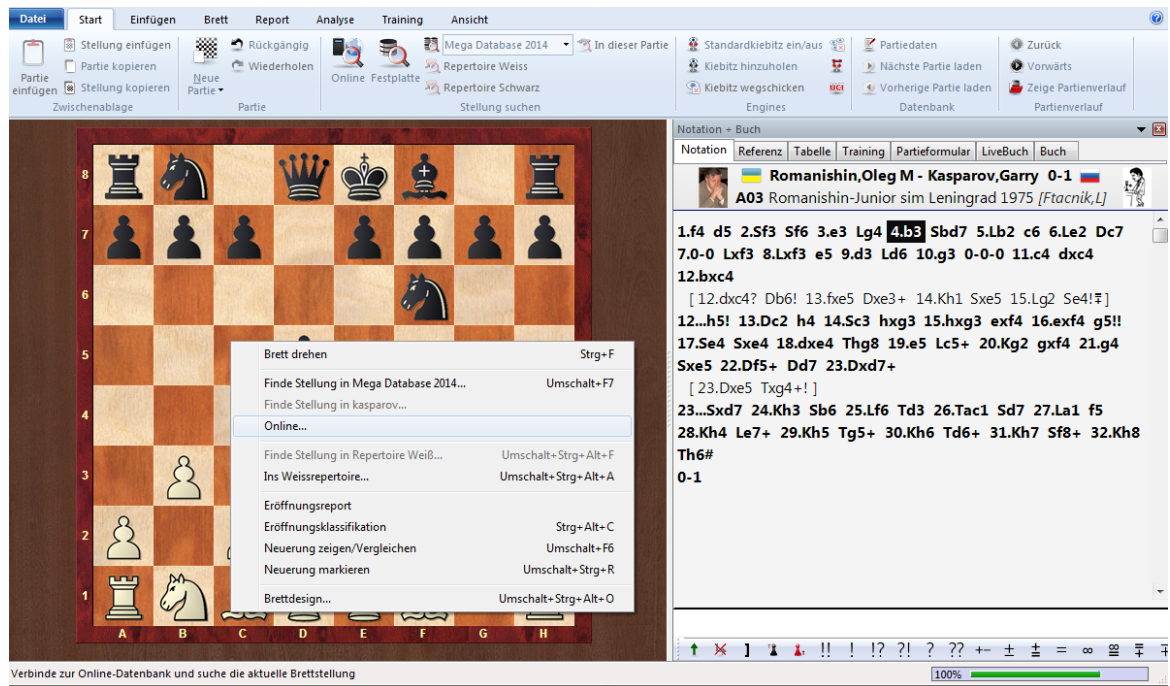 Datei Start Einfügen Brett Report Analyse Training Ansicht
Partie einfügen
Stellung einfügen
Partie kopieren
Stellung kopieren
Zwischenablage
Neue Partie
Rückgängig
Wiederholen
Partie
Online
Festplatte
Mega Database 2014
In dieser Partie
Repertoire Weiss
Repertoire Schwarz
Stellung suchen
Standardkiebitz ein/aus
Kiebitz hinzuholen
Kiebitz wegschicken
UCI
Engines
Partiedaten
Nächste Partie laden
Vorherige Partie laden
Datenbank
Zurück
Vorwärts
Zeige Partienverlauf
Partienverlauf
8
7
6
5
4
3
2
1
A B C D E F G H
Brett drehen Strg+F
Finde Stellung in Mega Database 2014... Umschalt+F7
Finde Stellung in kasparov...
Online...
Finde Stellung in Repertoire Weiß... Umschalt+Strg+Alt+F
Ins Weissrepertoire... Umschalt+Strg+Alt+A
Eröffnungsreport
Eröffnungsklassifikation Strg+Alt+C
Neuerung zeigen/Vergleichen Umschalt+F6
Neuerung markieren Umschalt+Strg+R
Brettdesign... Umschalt+Strg+Alt+O
Notation + Buch
Notation Referenz Tabelle Training Partieformular LiveBuch Buch
Romanishin,Oleg M - Kasparov,Garry 0-1
A03 Romanishin-Junior sim Leningrad 1975 [Ftacnik,L]
1.f4 d5 2.Sf3 Sf6 3.e3 Lg4 4.b3 Sbd7 5.Lb2 c6 6.Le2 Dc7
7.0-0 Lxf3 8.Lxf3 e5 9.d3 Ld6 10.g3 0-0-0 11.c4 dxc4
12.bxc4
[ 12.dxc4? Db6! 13.fxe5 Dxe3+ 14.Kh1 Sxe5 15.Lg2 Se4!∓ ]
12...h5! 13.Dc2 h4 14.Sc3 hxg3 15.hxg3 exf4 16.exf4 g5!!
17.Se4 Sxe4 18.dxe4 Thg8 19.e5 Lc5+ 20.Kg2 gxf4 21.g4
Sxe5 22.Df5+ Dd7 23.Dxd7+
[ 23.Dxe5 Txg4+! ]
23...Sxd7 24.Kh3 Sb6 25.Lf6 Td3 26.Tac1 Sd7 27.La1 f5
28.Kh4 Le7+ 29.Kh5 Tg5+ 30.Kh6 Td6+ 31.Kh7 Sf8+ 32.Kh8
Th6#
0-1
!! ! !? ?! ? ?? +- ± ⩲ = ∞ ∓
Verbinde zur Online-Datenbank und suche die aktuelle Brettstellung
100%